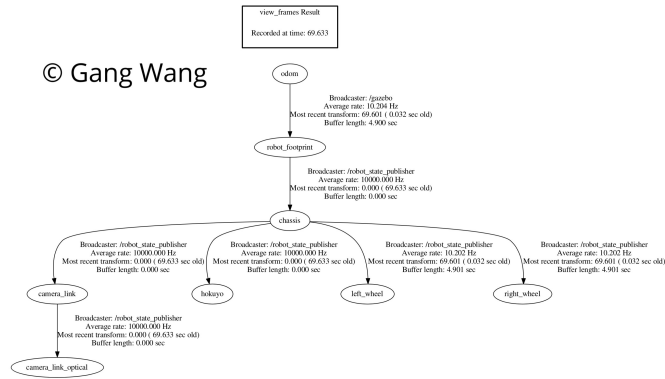 view_frames Result
Recorded at time: 69.633
© Gang Wang
odom
Broadcaster: /gazebo
Average rate: 10.204 Hz
Most recent transform: 69.601 ( 0.032 sec old)
Buffer length: 4.900 sec
robot_footprint
Broadcaster: /robot_state_publisher
Average rate: 10000.000 Hz
Most recent transform: 0.000 ( 69.633 sec old)
Buffer length: 0.000 sec
chassis
Broadcaster: /robot_state_publisher
Average rate: 10000.000 Hz
Most recent transform: 0.000 ( 69.633 sec old)
Buffer length: 0.000 sec
Broadcaster: /robot_state_publisher
Average rate: 10000.000 Hz
Most recent transform: 0.000 ( 69.633 sec old)
Buffer length: 0.000 sec
Broadcaster: /robot_state_publisher
Average rate: 10.202 Hz
Most recent transform: 69.601 ( 0.032 sec old)
Buffer length: 4.901 sec
Broadcaster: /robot_state_publisher
Average rate: 10.202 Hz
Most recent transform: 69.601 ( 0.032 sec old)
Buffer length: 4.901 sec
camera_link
hokuyo
left_wheel
right_wheel
Broadcaster: /robot_state_publisher
Average rate: 10000.000 Hz
Most recent transform: 0.000 ( 69.633 sec old)
Buffer length: 0.000 sec
camera_link_optical